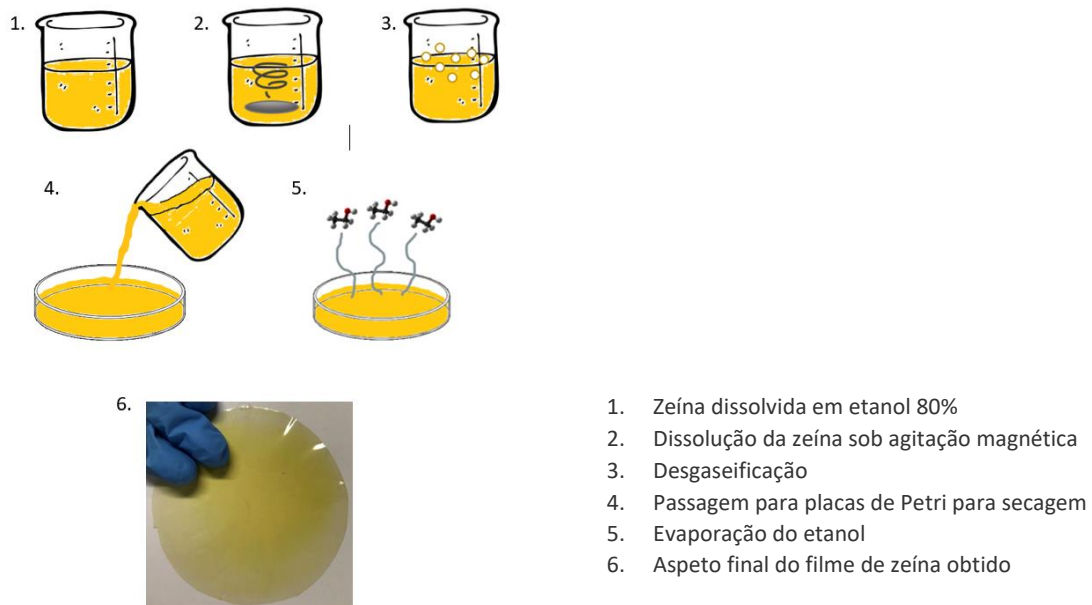 1.
2.
3.
4.
5.
6.
1. Zeína dissolvida em etanol 80%
2. Dissolução da zeína sob agitação magnética
3. Desgaseificação
4. Passagem para placas de Petri para secagem
5. Evaporação do etanol
6. Aspeto final do filme de zeína obtido